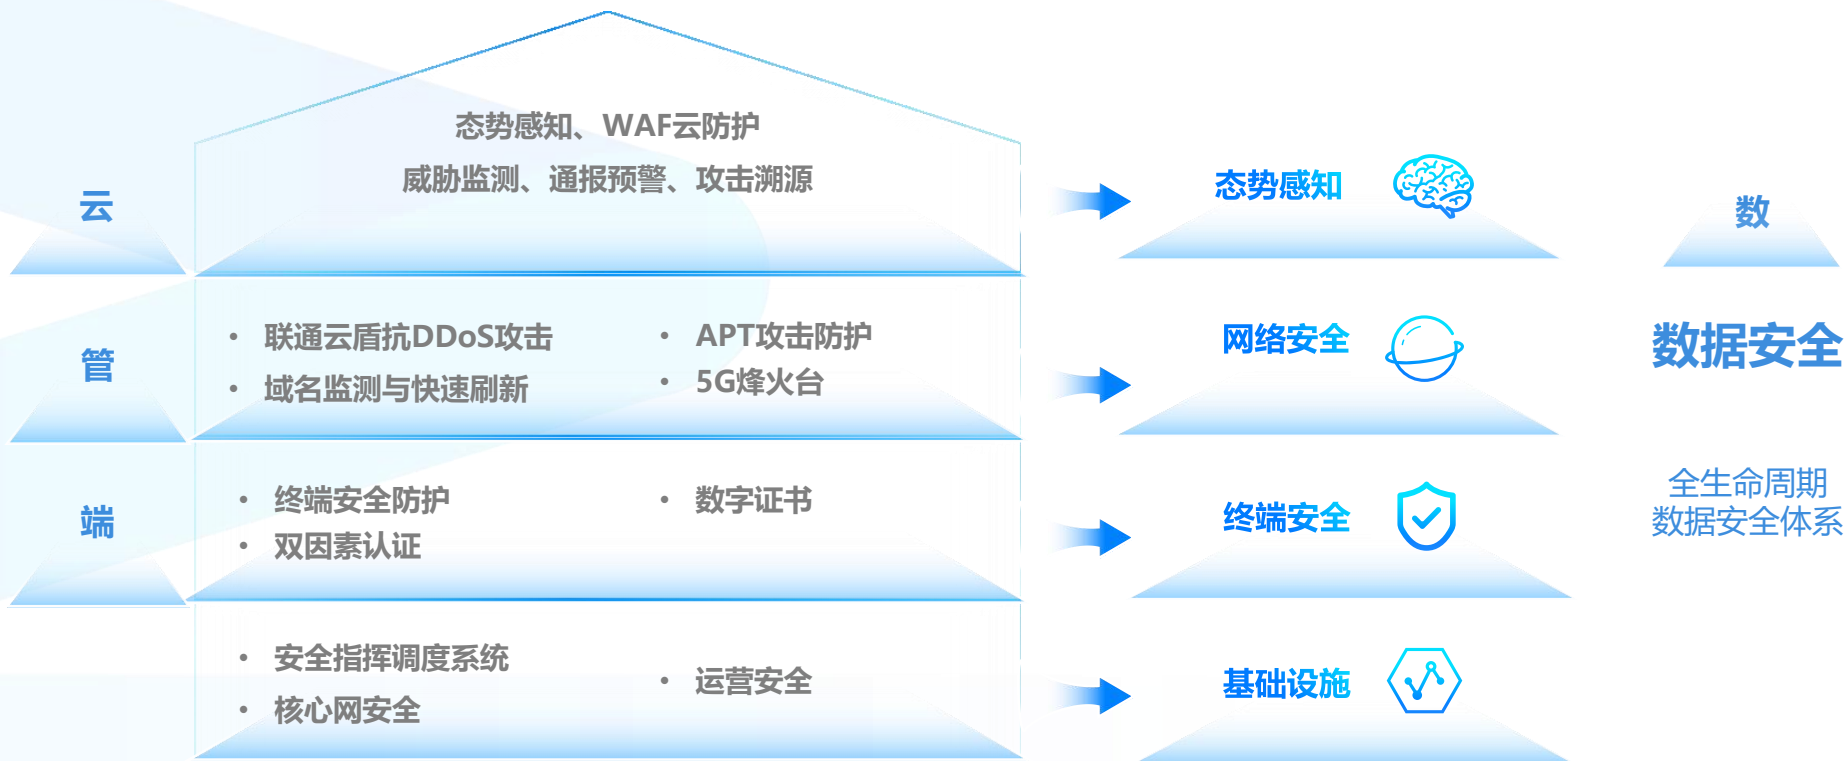 态势感知、WAF云防护
威胁监测、通报预警、攻击溯源
云
态势感知
数
管
• 联通云盾抗DDoS攻击
• 域名监测与快速刷新
• APT攻击防护
• 5G烽火台
网络安全
数据安全
端
• 终端安全防护
• 双因素认证
• 数字证书
终端安全
全生命周期
数据安全体系
• 安全指挥调度系统
• 核心网安全
• 运营安全
基础设施